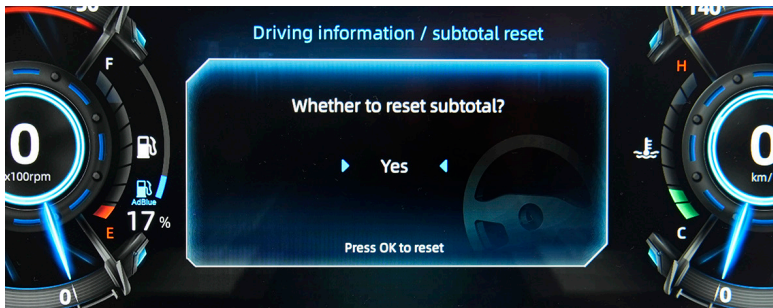 Driving information / subtotal reset
140
F
H
Whether to reset subtotal?
0
Yes
0
x100rpm
km/
AdBlue
17 %
E
C
Press OK to reset
0
0